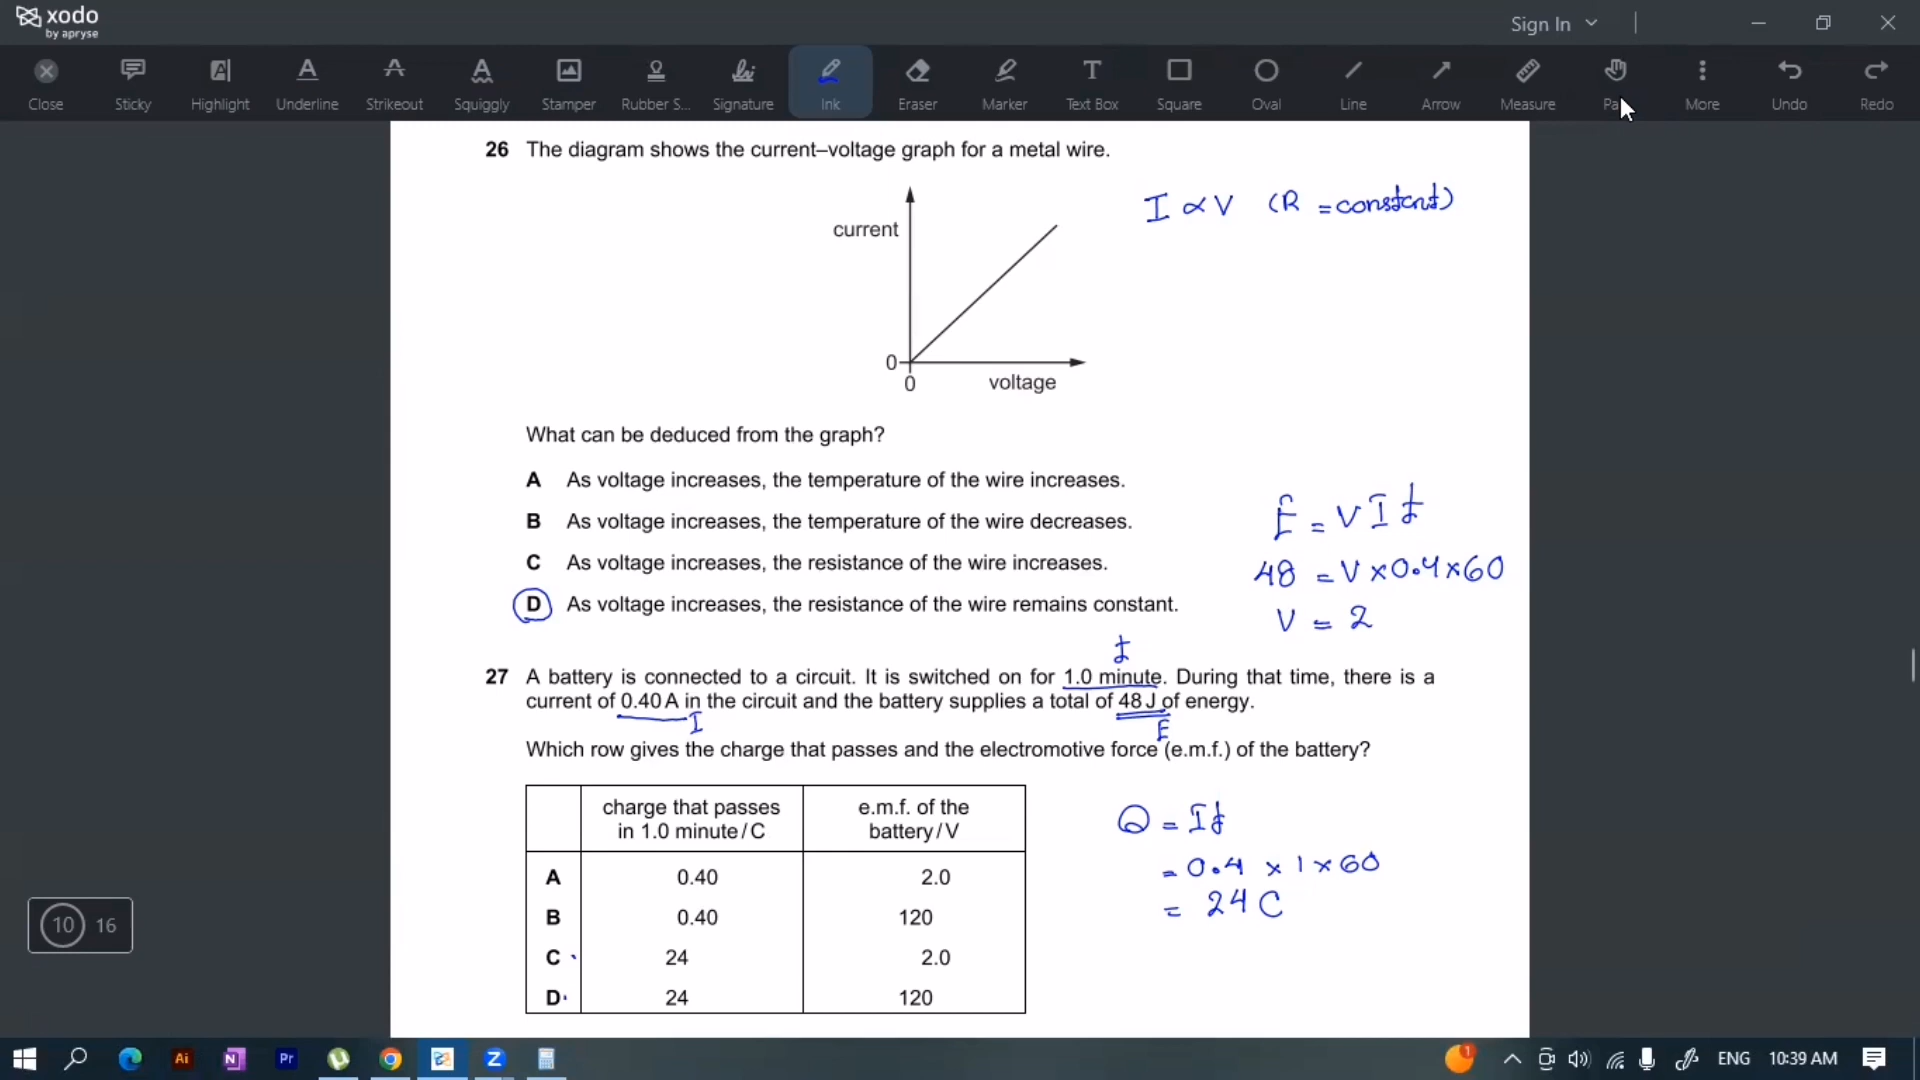 xodo
by apryse
Sign In
Close
Sticky
Highlight
Underline
Strikeout
Squiggly
Stamper
Rubber S...
Signature
Ink
Eraser
Marker
Text Box
Square
Oval
Line
Arrow
Measure
More
Undo
Redo
26 The diagram shows the current–voltage graph for a metal wire.
I ∝ V (R = constant)
current
0
0
voltage
What can be deduced from the graph?
A As voltage increases, the temperature of the wire increases.
B As voltage increases, the temperature of the wire decreases.
C As voltage increases, the resistance of the wire increases.
D As voltage increases, the resistance of the wire remains constant.
E = V I t
48 = V × 0.4 × 60
V = 2
t
27 A battery is connected to a circuit. It is switched on for 1.0 minute. During that time, there is a
current of 0.40 A in the circuit and the battery supplies a total of 48 J of energy.
I
E
Which row gives the charge that passes and the electromotive force (e.m.f.) of the battery?
charge that passes
in 1.0 minute / C
e.m.f. of the
battery / V
A 0.40 2.0
B 0.40 120
C 24 2.0
D 24 120
Q = It
= 0.4 × 1 × 60
= 24 C
10 16
Ai
N
Pr
Z
1
ENG
10:39 AM